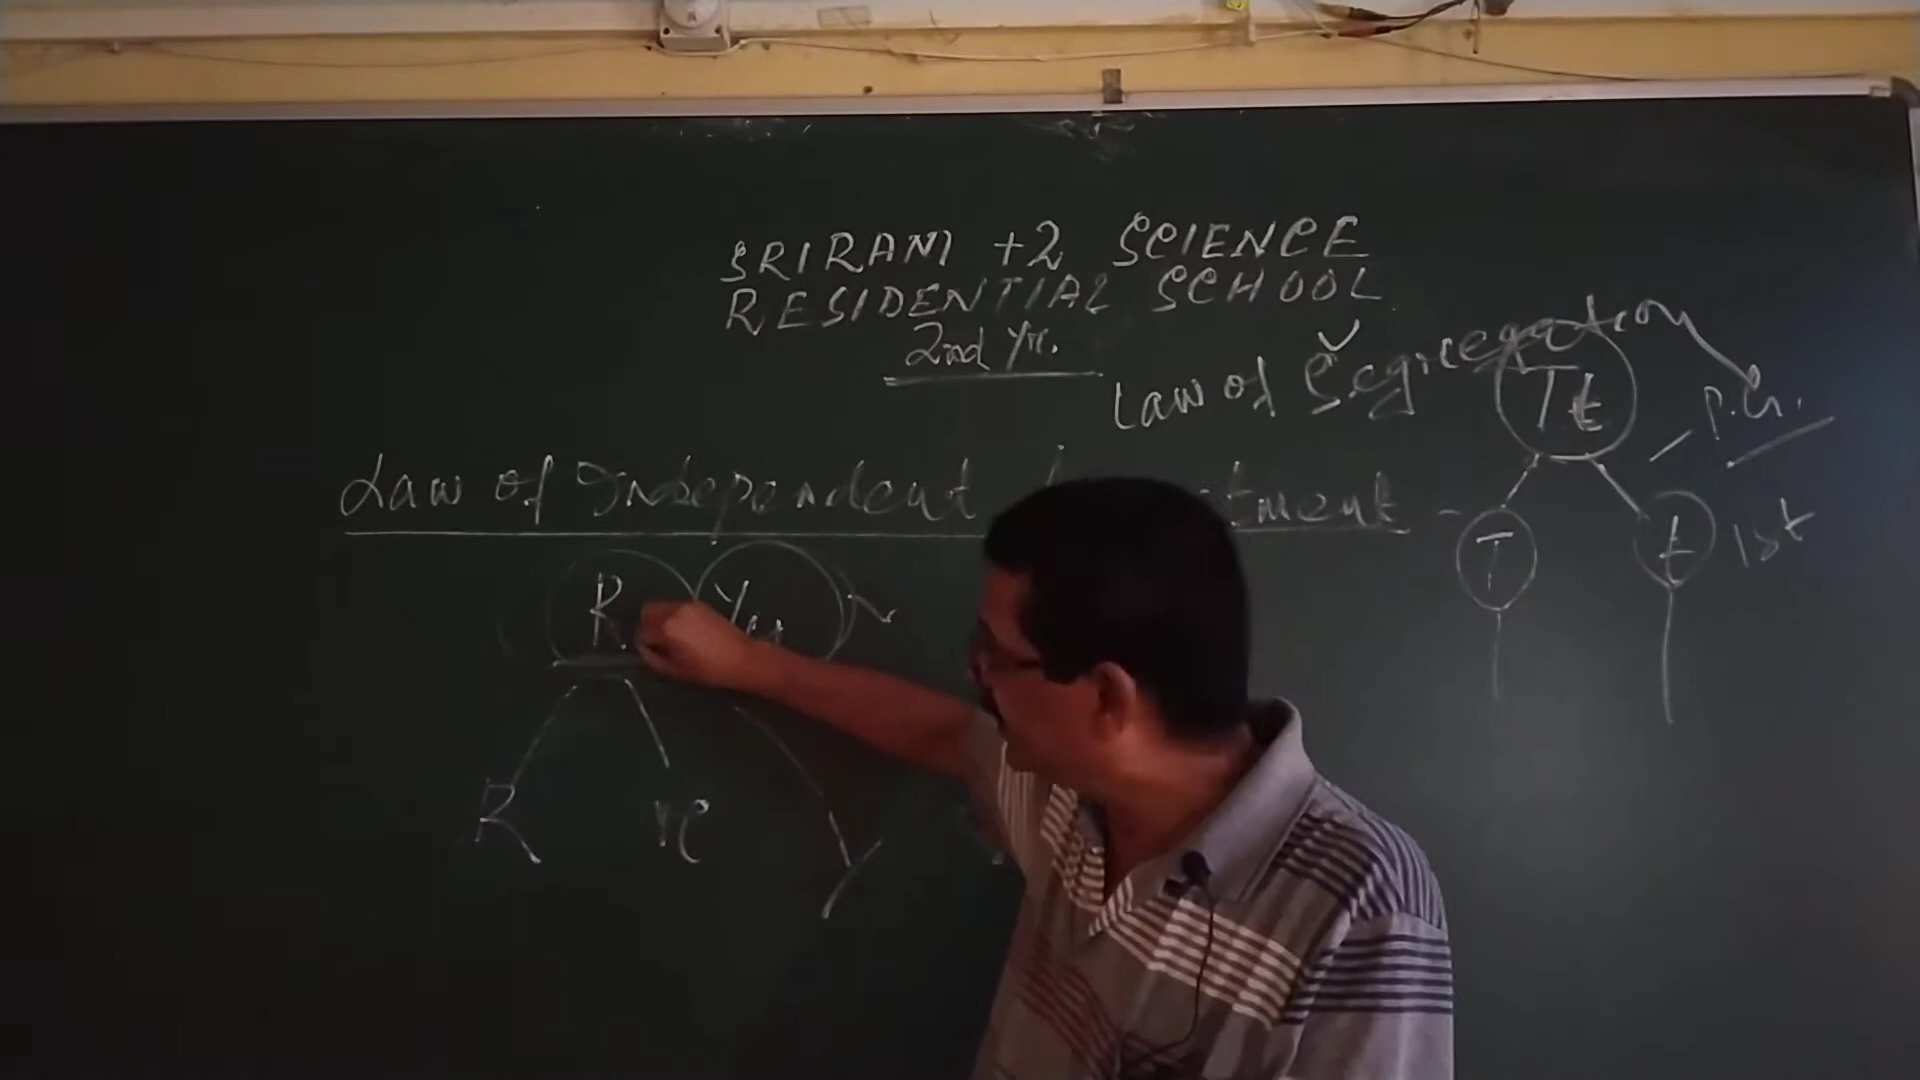 SRIRAM +2 SCIENCE
RESIDENTIAL SCHOOL
2nd Yr.
Law of Segregation
Tt
P.G.
Law of Independent
T
t
1st
R
Y
R
r
Y